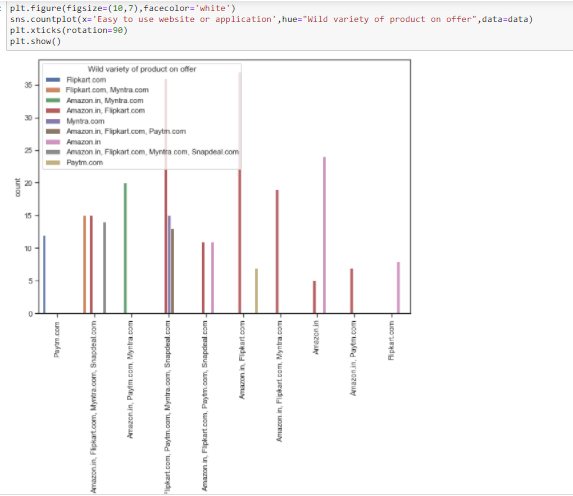 plt.figure(figsize=(10,7),facecolor='white')
sns.countplot(x='Easy to use website or application',hue="Wild variety of product on offer",data=data)
plt.xticks(rotation=90)
plt.show()
Wild variety of product on offer
Flipkart.com
Flipkart.com, Myntra.com
Amazon.in, Myntra.com
Amazon.in, Flipkart.com
Myntra.com
Amazon.in, Flipkart.com, Paytm.com
Amazon.in
Amazon.in, Flipkart.com, Myntra.com, Snapdeal.com
Paytm.com
35
30
25
20
15
10
5
0
count
Paytm.com
Amazon.in, Flipkart.com, Myntra.com, Snapdeal.com
Amazon.in, Paytm.com, Myntra.com
Flipkart.com, Paytm.com, Myntra.com, Snapdeal.com
Amazon.in, Flipkart.com, Paytm.com, Snapdeal.com
Amazon.in, Flipkart.com
Amazon.in, Flipkart.com, Myntra.com
Amazon.in
Amazon.in, Paytm.com
Flipkart.com